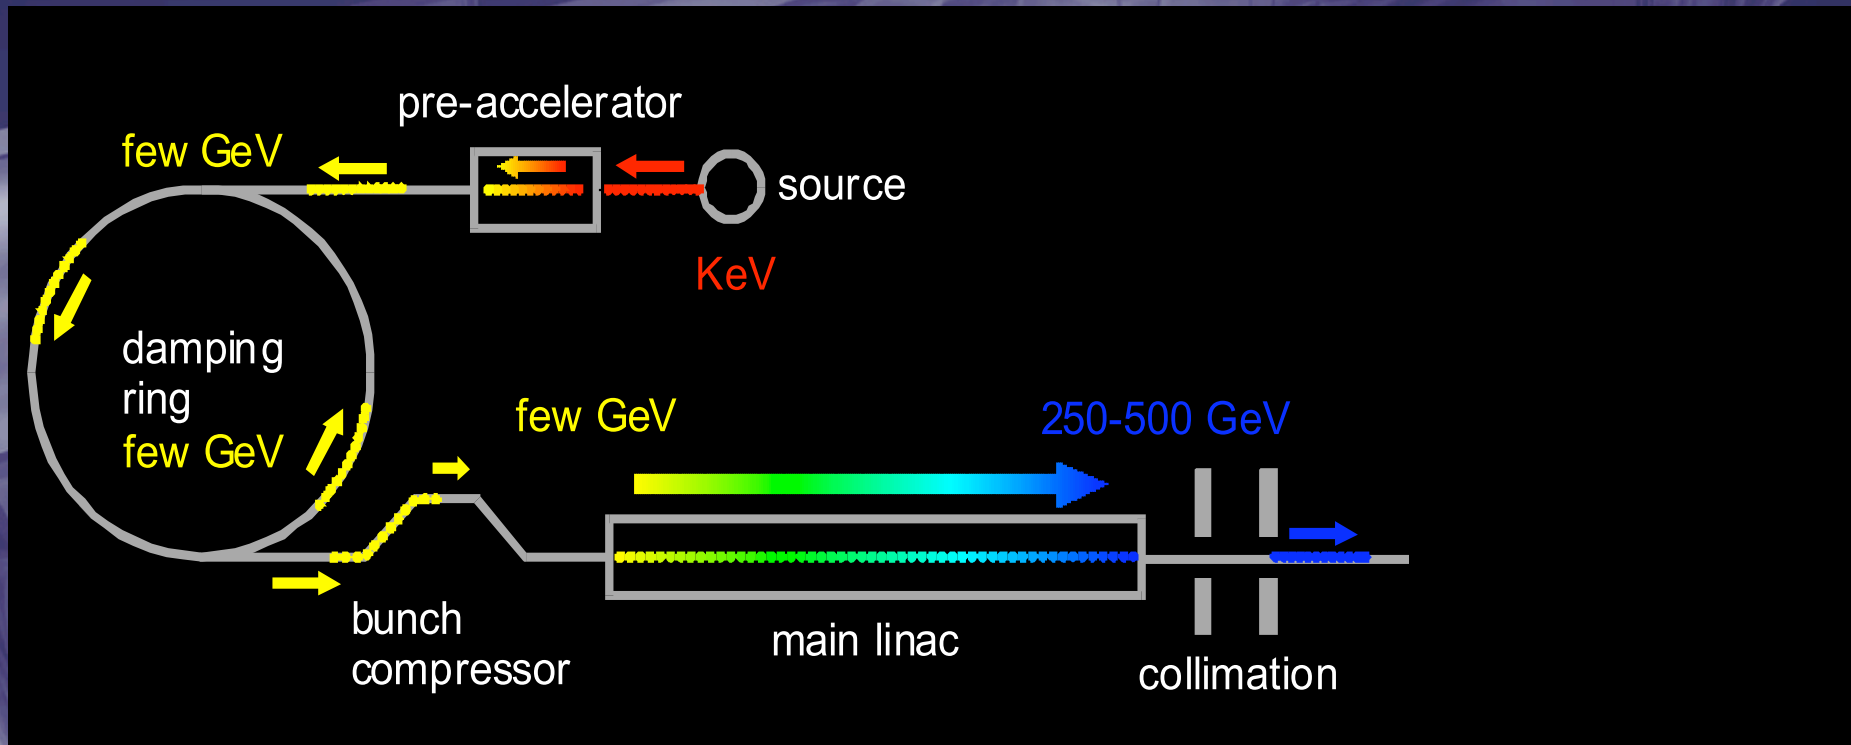 pre-accelerator
few GeV
source
KeV
damping
ring
few GeV
few GeV
250-500 GeV
bunch
compressor
main linac
collimation